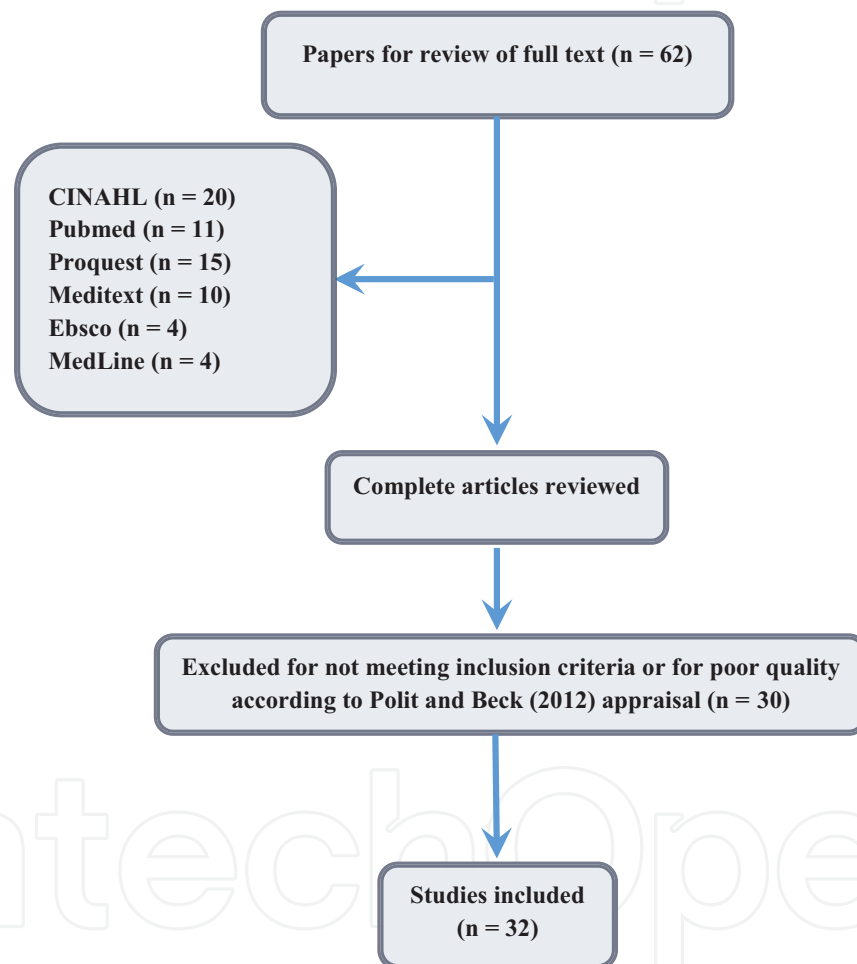 Papers for review of full text (n = 62)
CINAHL (n = 20)
Pubmed (n = 11)
Proquest (n = 15)
Meditext (n = 10)
Ebsco (n = 4)
MedLine (n = 4)
Complete articles reviewed
Excluded for not meeting inclusion criteria or for poor quality
according to Polit and Beck (2012) appraisal (n = 30)
ntechOpe
Studies included
(n = 32)